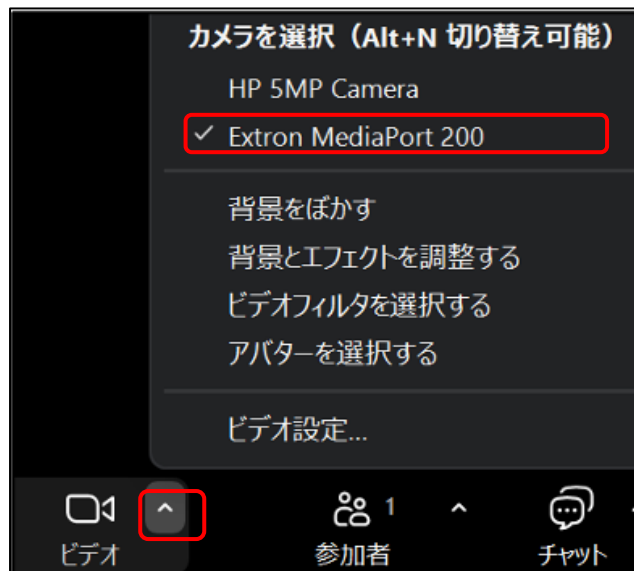 カメラを選択（Alt+N 切り替え可能）
HP 5MP Camera
✓ Extron MediaPort 200
背景をぼかす
背景とエフェクトを調整する
ビデオフィルタを選択する
アバターを選択する
ビデオ設定...
1
ビデオ 参加者 チャット